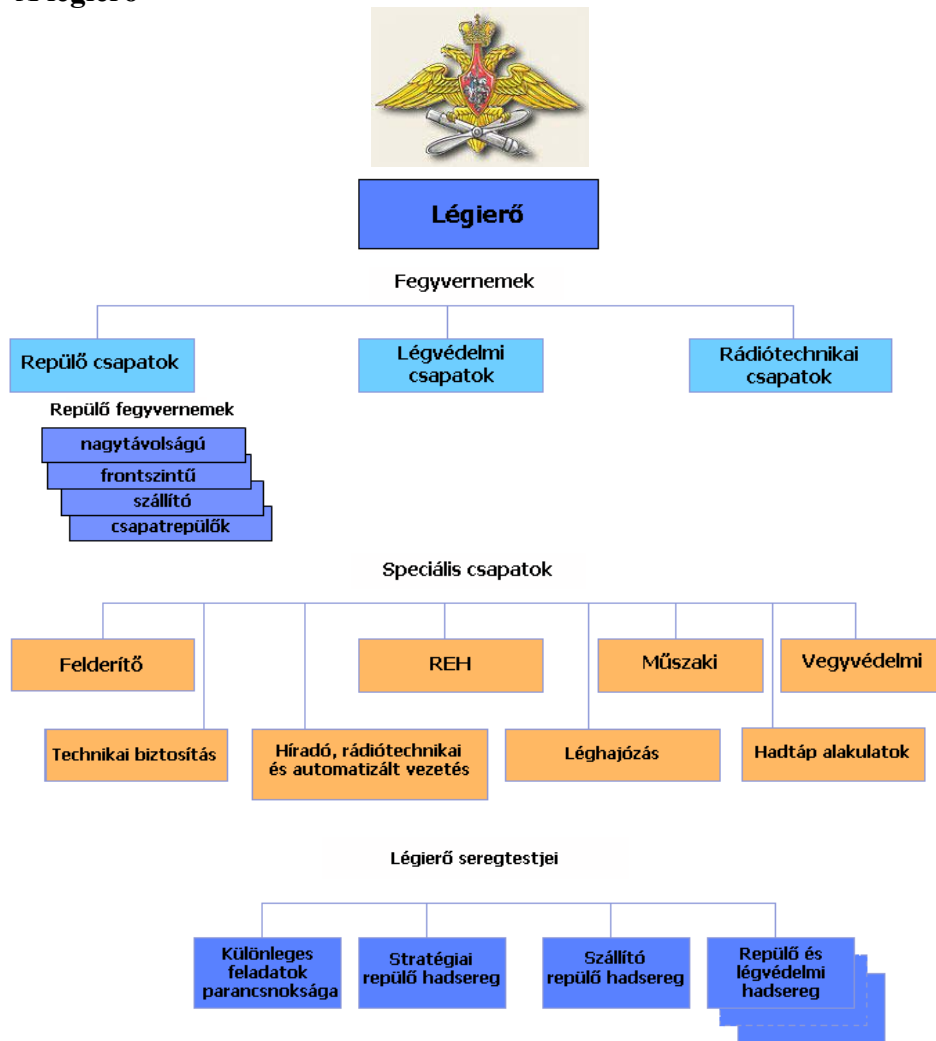 A légierő
Légierő
Fegyvernemek
Repülő csapatok
Légvédelmi
csapatok
Rádiótechnikai
csapatok
Repülő fegyvernemek
nagytávolságú
frontszintű
szállító
csapatrepülők
Speciális csapatok
Felderítő
REH
Műszaki
Vegyvédelmi
Technikai biztosítás
Híradó, rádiótechnikai
és automatizált vezetés
Léghajózás
Hadtáp alakulatok
Légierő seregtestjei
Különleges
feladatok
parancsnoksága
Stratégiai
repülő hadsereg
Szállító
repülő hadsereg
Repülő és
légvédelmi
hadsereg